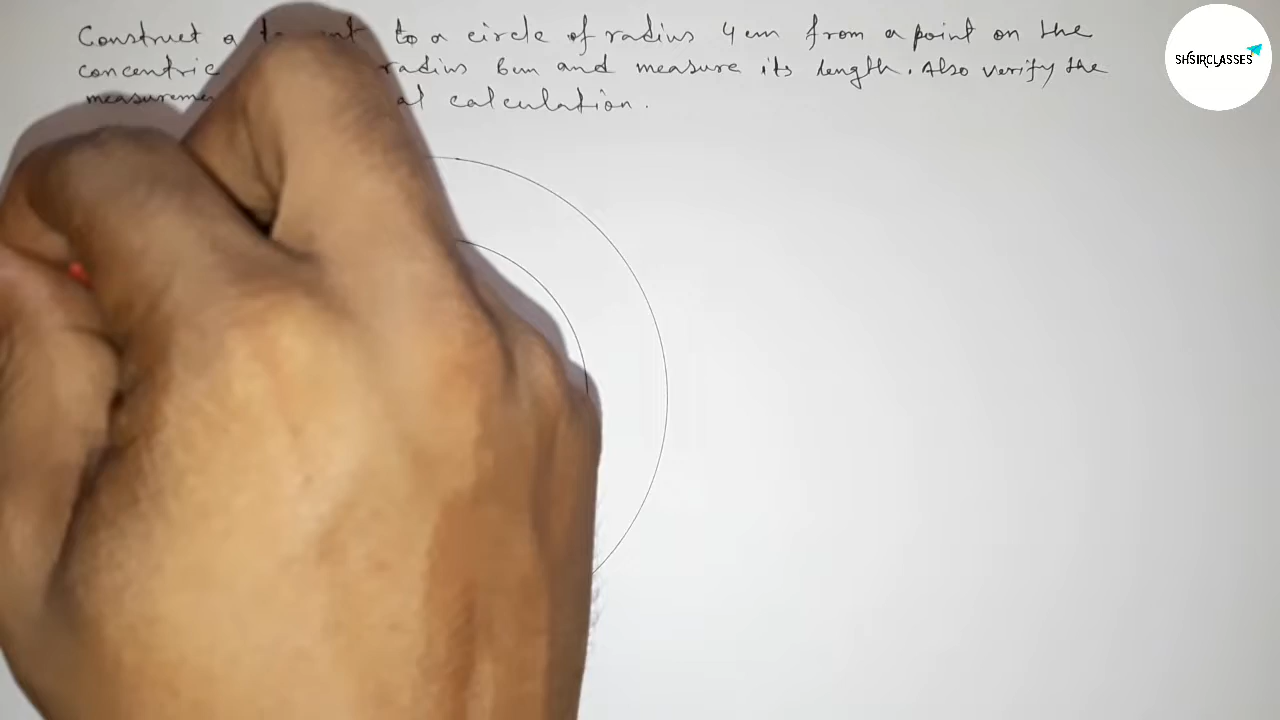 Construct a to a circle of radius 4 cm from a point on the
concentric radius 6cm and measure its length. Also verify the
calculation.
SHSIRCLASSES